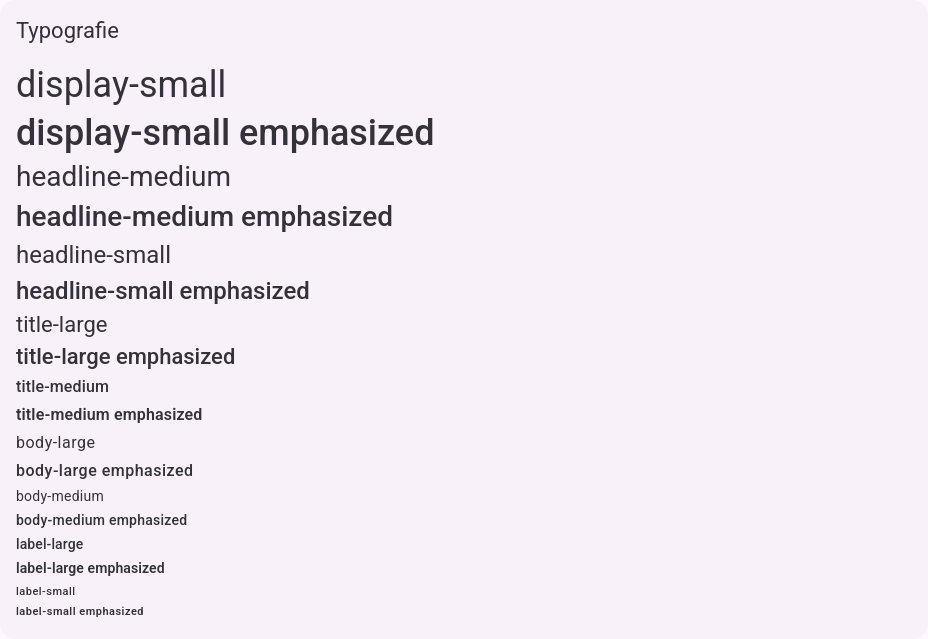 Typografie
display-small
display-small emphasized
headline-medium
headline-medium emphasized
headline-small
headline-small emphasized
title-large
title-large emphasized
title-medium
title-medium emphasized
body-large
body-large emphasized
body-medium
body-medium emphasized
label-large
label-large emphasized
label-small
label-small emphasized